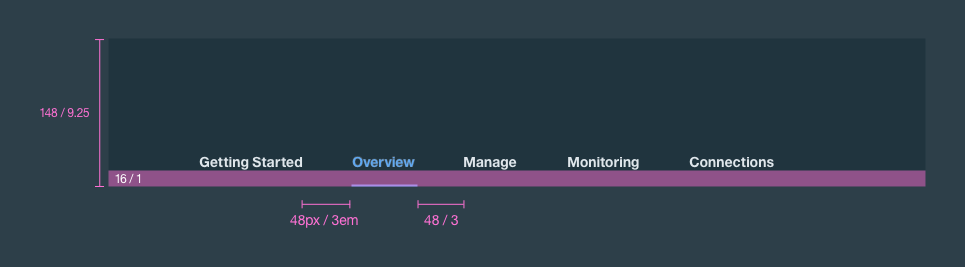 148 / 9.25
Getting Started Overview Manage Monitoring Connections
16 / 1
48px / 3em 48 / 3